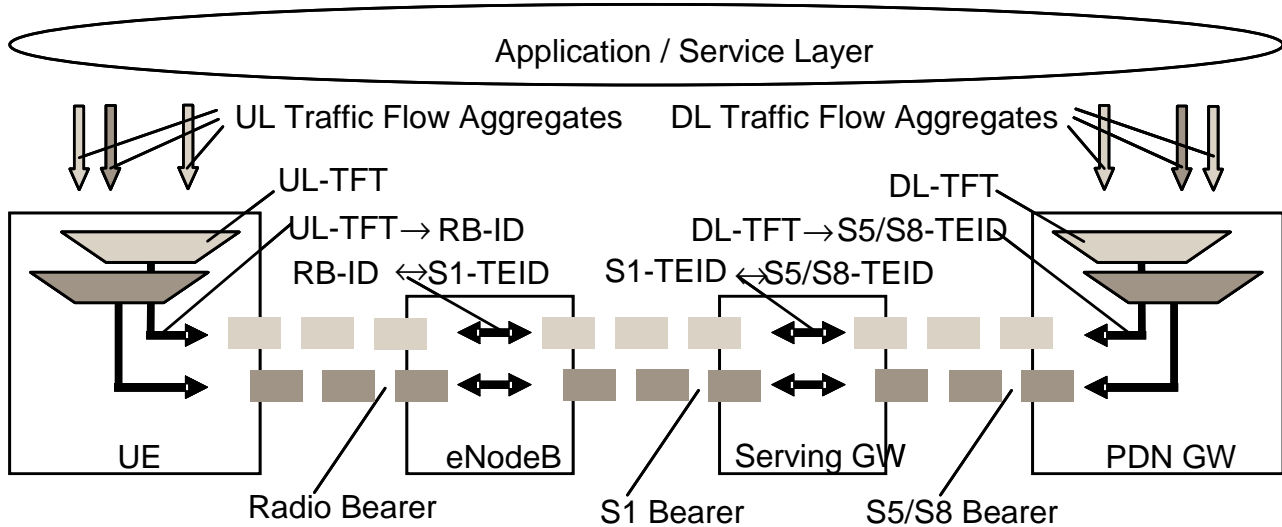 Application / Service Layer
UL Traffic Flow Aggregates
DL Traffic Flow Aggregates
UL-TFT
DL-TFT
UL-TFT → RB-ID
DL-TFT → S5/S8-TEID
RB-ID ↔ S1-TEID
S1-TEID ↔ S5/S8-TEID
UE
eNodeB
Serving GW
PDN GW
Radio Bearer
S1 Bearer
S5/S8 Bearer